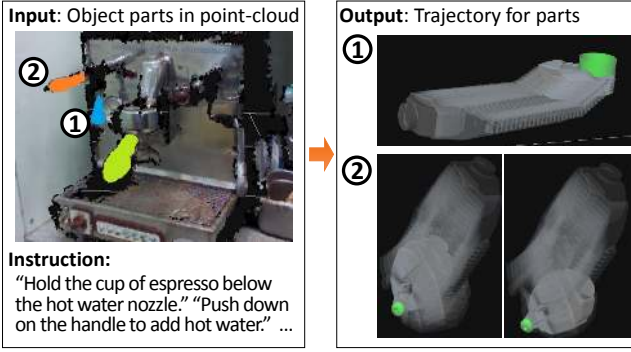 Input: Object parts in point-cloud
2
1
Instruction:
“Hold the cup of espresso below
the hot water nozzle.” “Push down
on the handle to add hot water.” ...
Output: Trajectory for parts
1
2